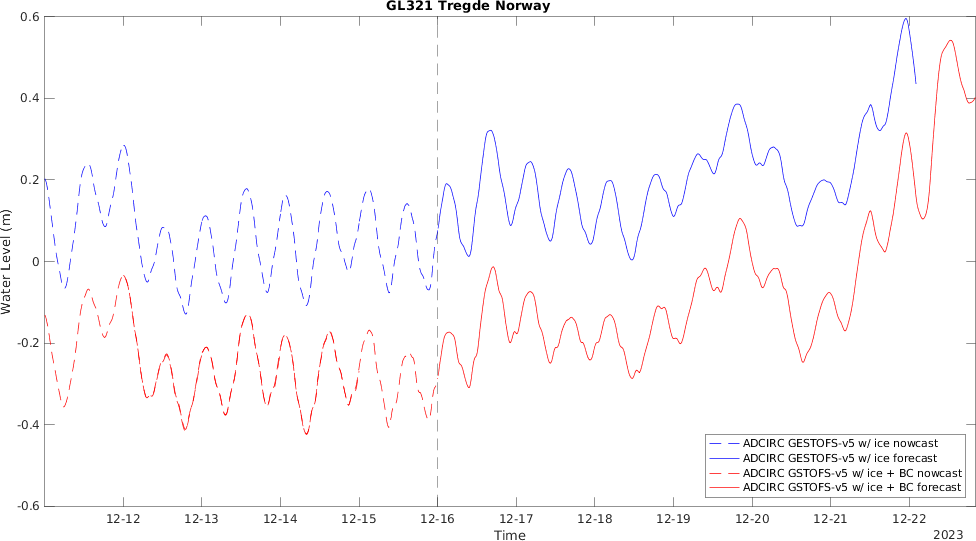 GL321 Tregde Norway
Water Level (m)
0.6
0.4
0.2
0
-0.2
-0.4
-0.6
ADCIRC GESTOFS-v5 w/ ice nowcast
ADCIRC GESTOFS-v5 w/ ice forecast
ADCIRC GSTOFS-v5 w/ ice + BC nowcast
ADCIRC GSTOFS-v5 w/ ice + BC forecast
12-12 12-13 12-14 12-15 12-16 12-17 12-18 12-19 12-20 12-21 12-22
Time
2023